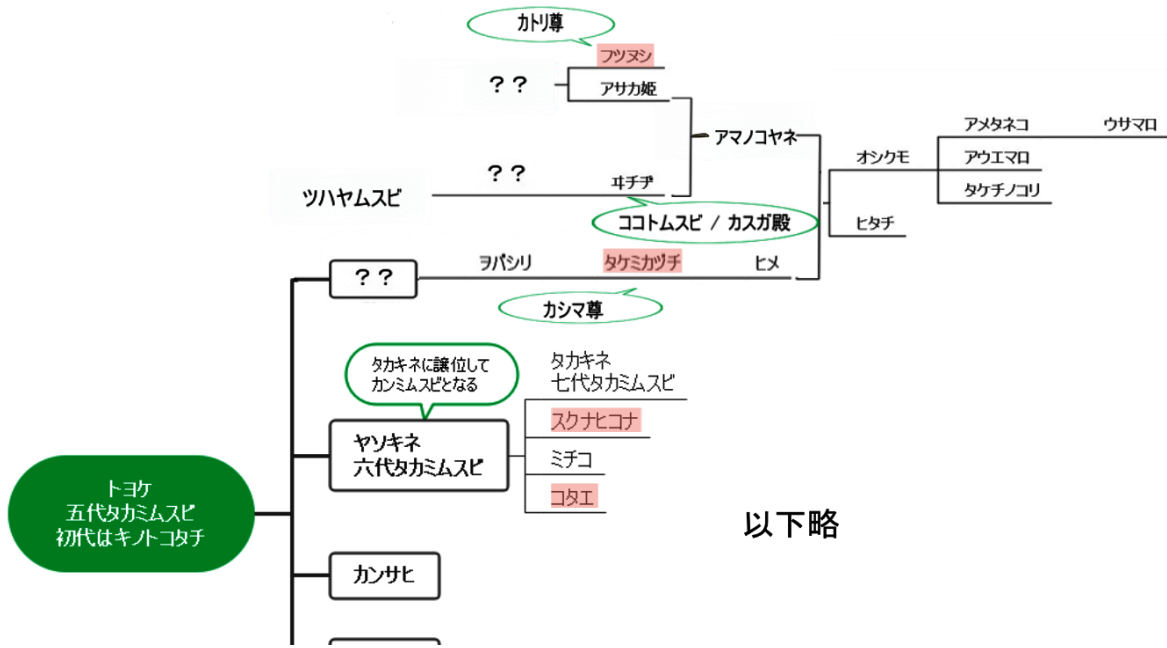 カトリ尊
フツヌシ
？？
アサカ姫
アメタネコ
ウサマロ
アマノコヤネ
オシクモ
アウエマロ
？？
ヰチヂ
タケチノコリ
ツハヤムスビ
ココトムスビ / カスガ殿
ヒタチ
？？
ヲバシリ
タケミカヅチ
ヒメ
カシマ尊
タカキネに譲位して
カンミムスビとなる
タカキネ
七代タカミムスビ
スクナヒコナ
ヤソキネ
六代タカミムスビ
ミチコ
コタエ
トヨケ
五代タカミムスビ
初代はキノトコタチ
以下略
カンサヒ